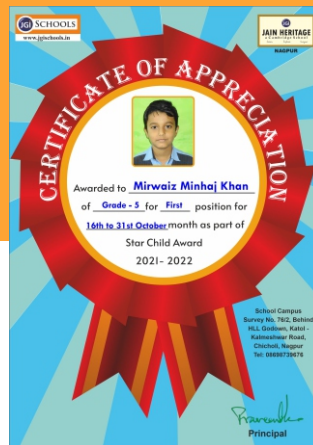 JGI SCHOOLS
www.jgischools.in
JGI
JAIN HERITAGE
a Cambridge School
NAGPUR
CERTIFICATE OF APPRECIATION
Awarded to Mirwaiz Minhaj Khan
of Grade - 5 for First position for
16th to 31st October month as part of
Star Child Award
2021- 2022
School Campus
Survey No. 76/2, Behind
HLL Godown, Katol -
Kalmeshwar Road,
Chicholi, Nagpur
Principal